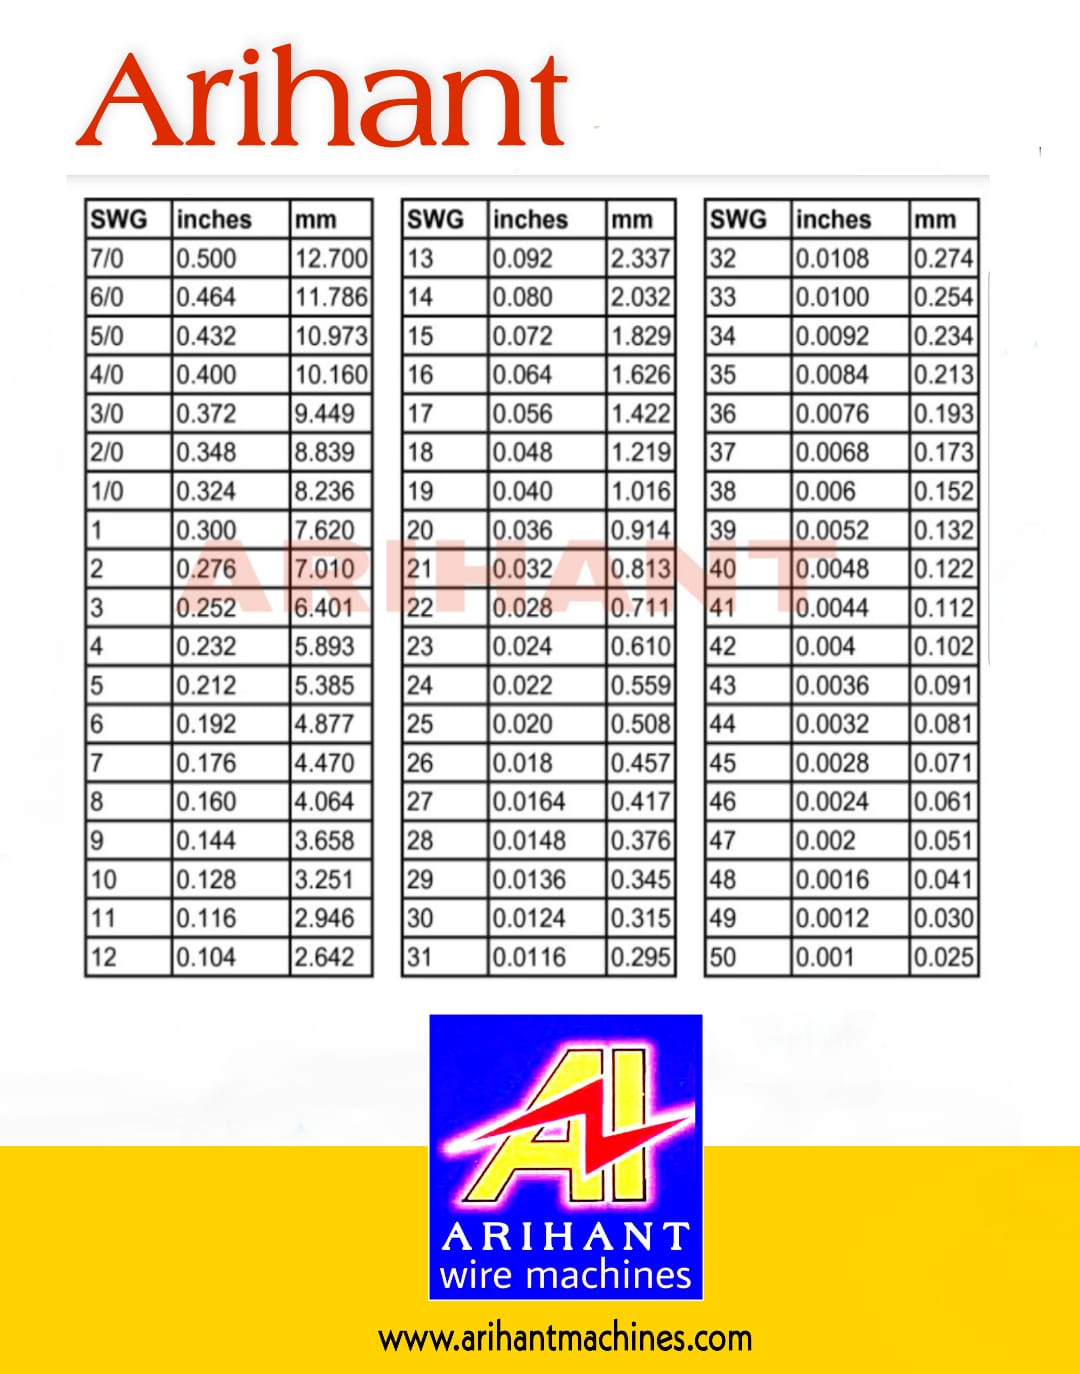 Arihant
SWG inches mm SWG inches mm SWG inches mm
7/0 0.500 12.700 13 0.092 2.337 32 0.0108 0.274
6/0 0.464 11.786 14 0.080 2.032 33 0.0100 0.254
5/0 0.432 10.973 15 0.072 1.829 34 0.0092 0.234
4/0 0.400 10.160 16 0.064 1.626 35 0.0084 0.213
3/0 0.372 9.449 17 0.056 1.422 36 0.0076 0.193
2/0 0.348 8.839 18 0.048 1.219 37 0.0068 0.173
1/0 0.324 8.236 19 0.040 1.016 38 0.006 0.152
1 0.300 7.620 20 0.036 0.914 39 0.0052 0.132
2 0.276 7.010 21 0.032 0.813 40 0.0048 0.122
3 0.252 6.401 22 0.028 0.711 41 0.0044 0.112
4 0.232 5.893 23 0.024 0.610 42 0.004 0.102
5 0.212 5.385 24 0.022 0.559 43 0.0036 0.091
6 0.192 4.877 25 0.020 0.508 44 0.0032 0.081
7 0.176 4.470 26 0.018 0.457 45 0.0028 0.071
8 0.160 4.064 27 0.0164 0.417 46 0.0024 0.061
9 0.144 3.658 28 0.0148 0.376 47 0.002 0.051
10 0.128 3.251 29 0.0136 0.345 48 0.0016 0.041
11 0.116 2.946 30 0.0124 0.315 49 0.0012 0.030
12 0.104 2.642 31 0.0116 0.295 50 0.001 0.025
ARIHANT
AI
ARIHANT
wire machines
www.arihantmachines.com